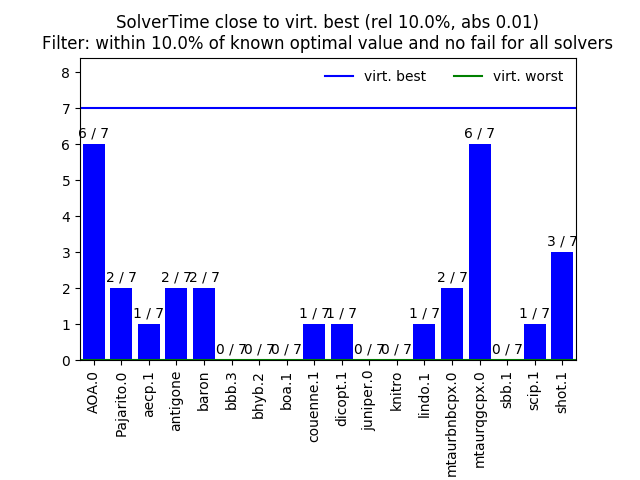 SolverTime close to virt. best (rel 10.0%, abs 0.01)
Filter: within 10.0% of known optimal value and no fail for all solvers
virt. best
virt. worst
8
7
6
5
4
3
2
1
0
6 / 7
2 / 7
1 / 7
2 / 7
2 / 7
0 / 7
0 / 7
0 / 7
1 / 7
1 / 7
0 / 7
0 / 7
1 / 7
2 / 7
6 / 7
0 / 7
1 / 7
3 / 7
AOA.0
Pajarito.0
aecp.1
antigone
baron
bbb.3
bhyb.2
boa.1
couenne.1
dicopt.1
juniper.0
knitro
lindo.1
mtaurbnbcpx.0
mtaurqgcpx.0
sbb.1
scip.1
shot.1